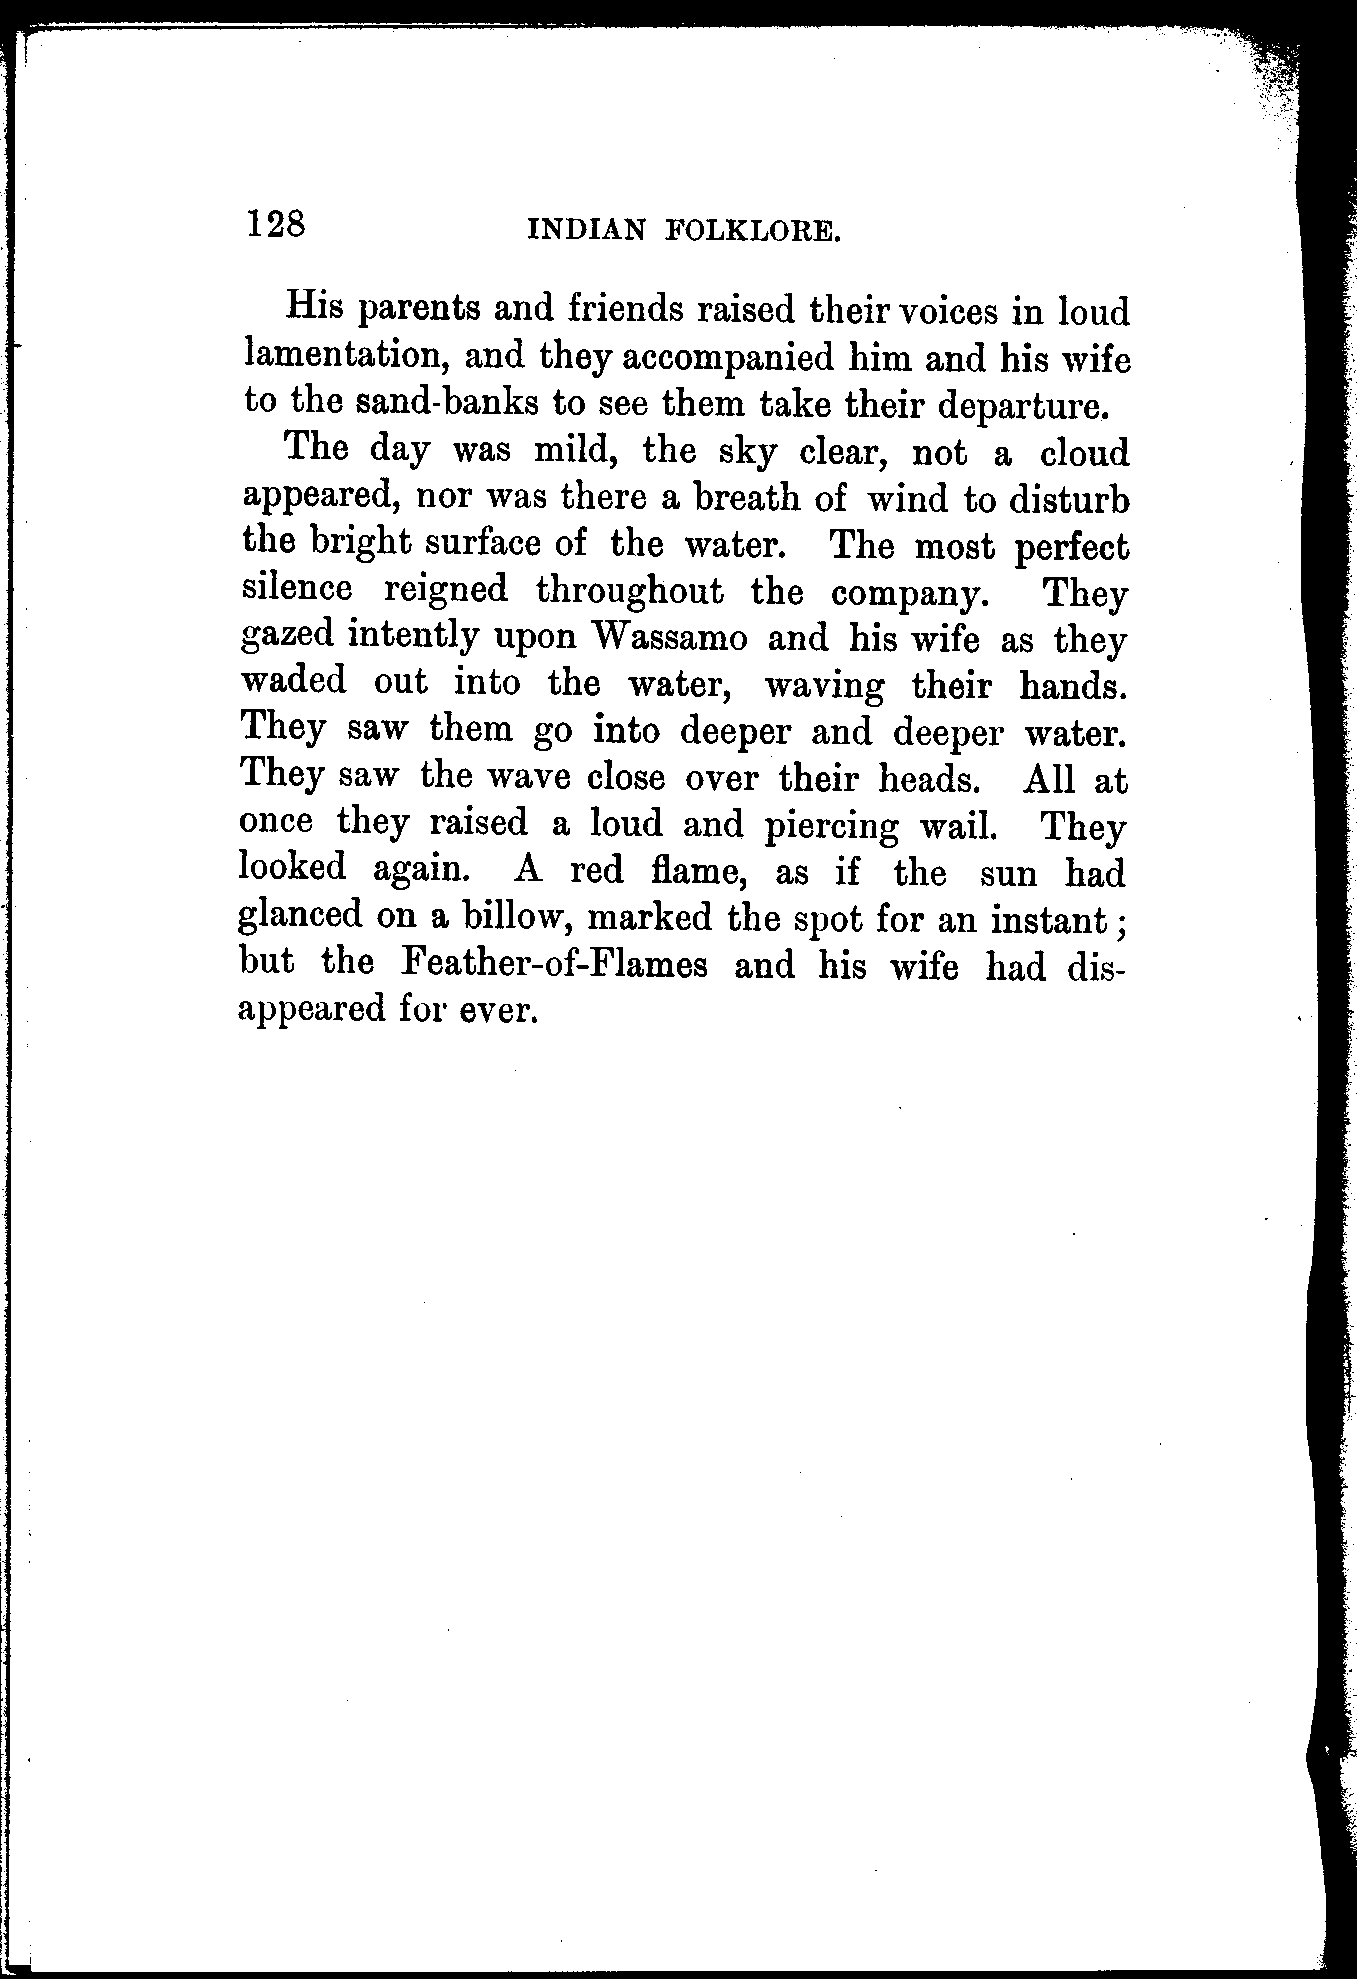 128 INDIAN FOLKLORE.
His parents and friends raised their voices in loud
lamentation, and they accompanied him and his wife
to the sand-banks to see them take their departure.
The day was mild, the sky clear, not a cloud
appeared, nor was there a breath of wind to disturb
the bright surface of the water. The most perfect
silence reigned throughout the company. They
gazed intently upon Wassamo and his wife as they
waded out into the water, waving their hands.
They saw them go into deeper and deeper water.
They saw the wave close over their heads. All at
once they raised a loud and piercing wail. They
looked again. A red flame, as if the sun had
glanced on a billow, marked the spot for an instant;
but the Feather-of-Flames and his wife had dis-
appeared for ever.